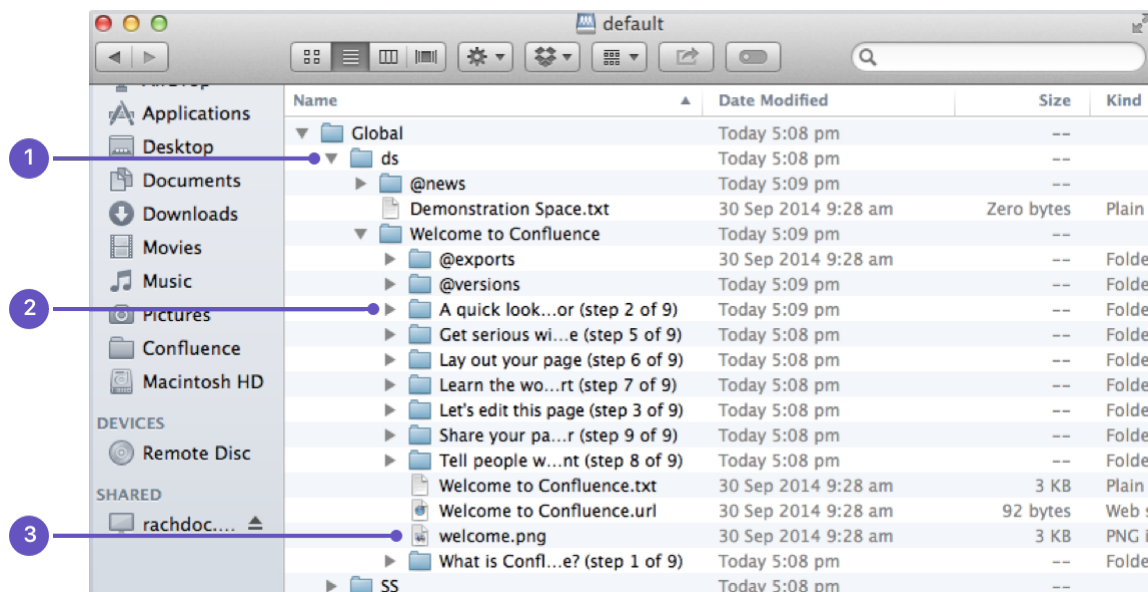 default
AirDrop
Applications
Desktop
Documents
Downloads
Movies
Music
Pictures
Confluence
Macintosh HD
DEVICES
Remote Disc
SHARED
rachdoc....
Name Date Modified Size Kind
Global Today 5:08 pm --
1 ds Today 5:08 pm --
@news Today 5:09 pm --
Demonstration Space.txt 30 Sep 2014 9:28 am Zero bytes Plain
Welcome to Confluence Today 5:09 pm --
@exports 30 Sep 2014 9:28 am -- Folde
@versions Today 5:09 pm -- Folde
2 A quick look...or (step 2 of 9) Today 5:09 pm -- Folde
Get serious wi...e (step 5 of 9) Today 5:08 pm -- Folde
Lay out your page (step 6 of 9) Today 5:08 pm -- Folde
Learn the wo...rt (step 7 of 9) Today 5:08 pm -- Folde
Let's edit this page (step 3 of 9) Today 5:08 pm -- Folde
Share your pa...r (step 9 of 9) Today 5:08 pm -- Folde
Tell people w...nt (step 8 of 9) Today 5:08 pm -- Folde
Welcome to Confluence.txt 30 Sep 2014 9:28 am 3 KB Plain
Welcome to Confluence.url 30 Sep 2014 9:28 am 92 bytes Web s
3 welcome.png 30 Sep 2014 9:28 am 3 KB PNG i
What is Confl...e? (step 1 of 9) Today 5:08 pm -- Folde
SS Today 5:08 pm --